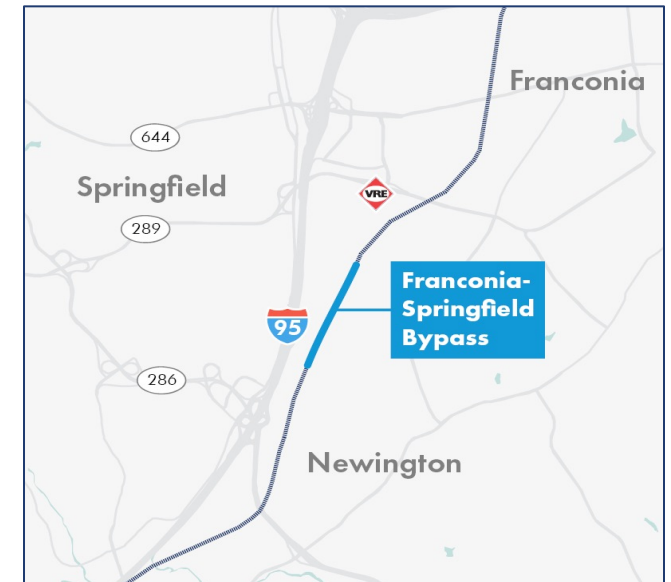 Franconia
644
Springfield
VRE
289
Franconia-
Springfield
Bypass
95
286
Newington